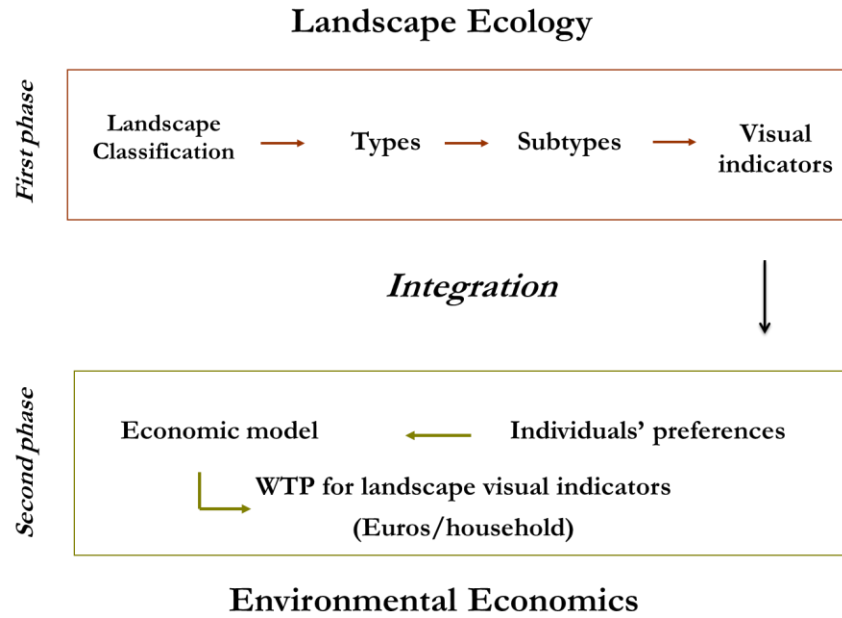 Landscape Ecology
First phase
Landscape
Classification
Types
Subtypes
Visual
indicators
Integration
Second phase
Economic model
Individuals’ preferences
WTP for landscape visual indicators
(Euros/household)
Environmental Economics